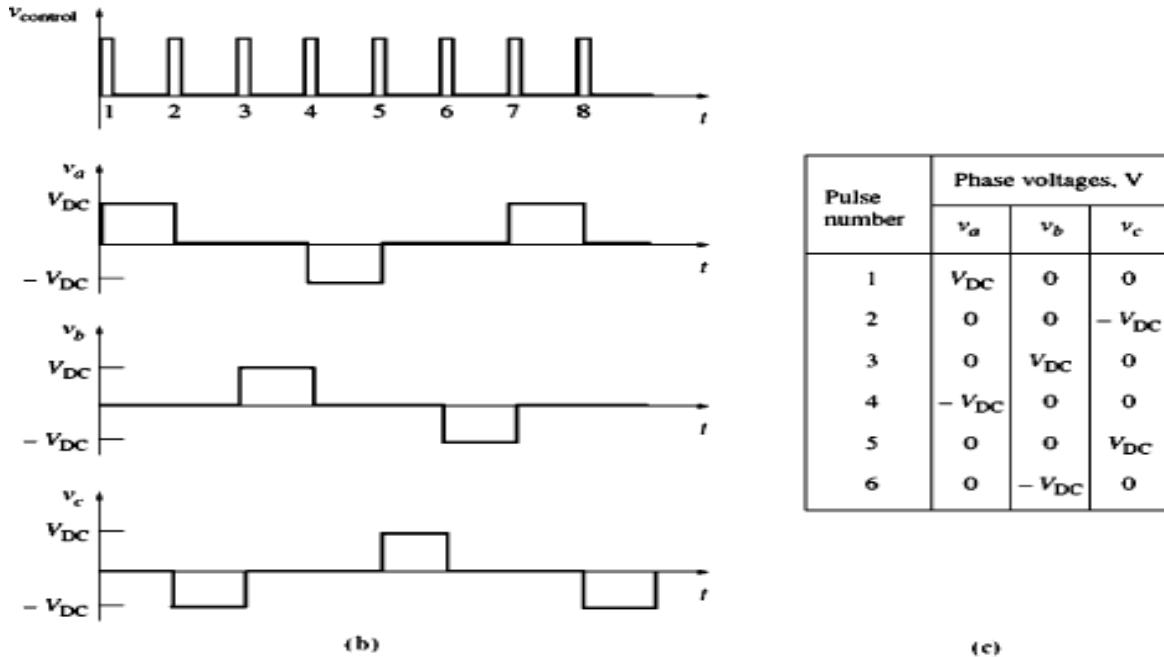 v_control
1 2 3 4 5 6 7 8 t
v_a
V_DC
− V_DC
t
v_b
V_DC
− V_DC
t
v_c
V_DC
− V_DC
t
(b)
Pulse number
Phase voltages, V
v_a v_b v_c
1 V_DC 0 0
2 0 0 − V_DC
3 0 V_DC 0
4 − V_DC 0 0
5 0 0 V_DC
6 0 − V_DC 0
(c)